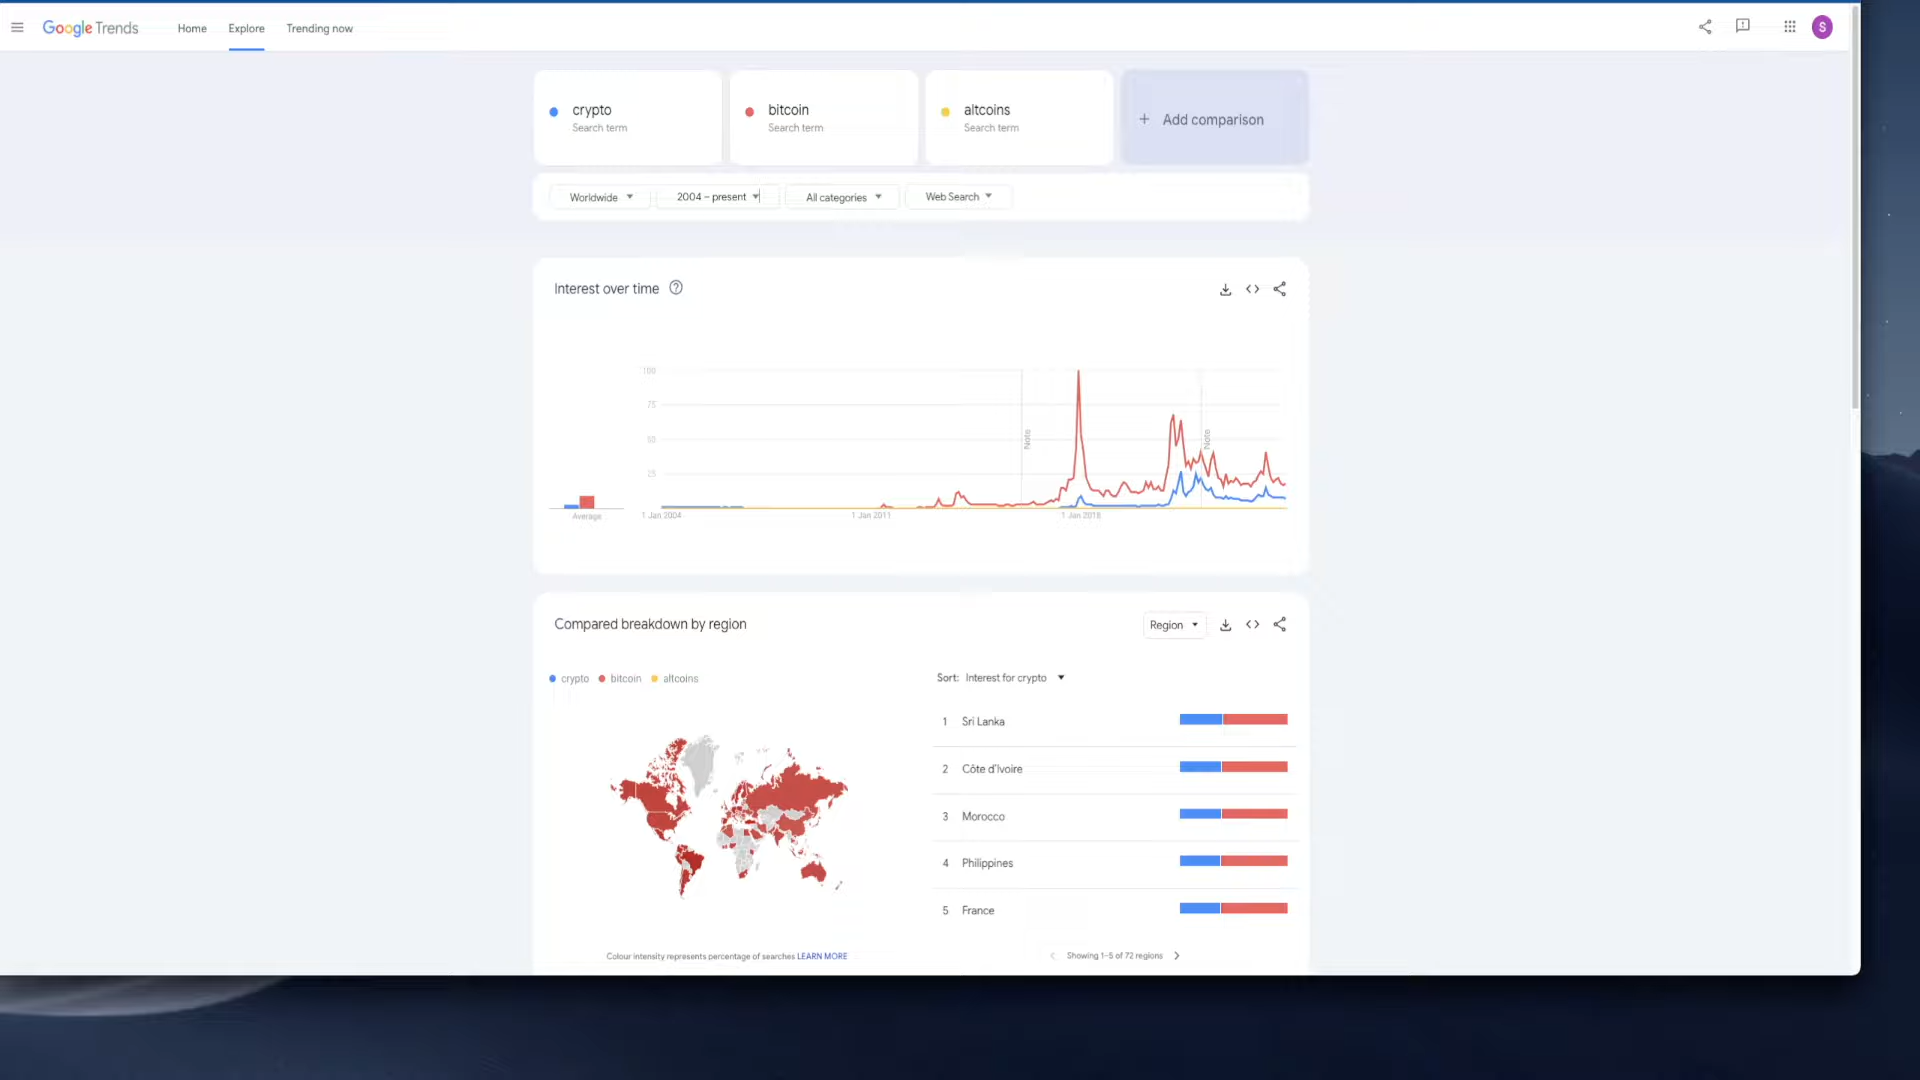 Google Trends Home Explore Trending now S
crypto
Search term
bitcoin
Search term
altcoins
Search term
+ Add comparison
Worldwide 2004 – present All categories Web Search
Interest over time
100
75
50
25
Note
Note
Average
1 Jan 2004 1 Jan 2011 1 Jan 2018
Compared breakdown by region Region
crypto bitcoin altcoins
Sort: Interest for crypto
1 Sri Lanka
2 Côte d'Ivoire
3 Morocco
4 Philippines
5 France
Colour intensity represents percentage of searches LEARN MORE
Showing 1–5 of 72 regions